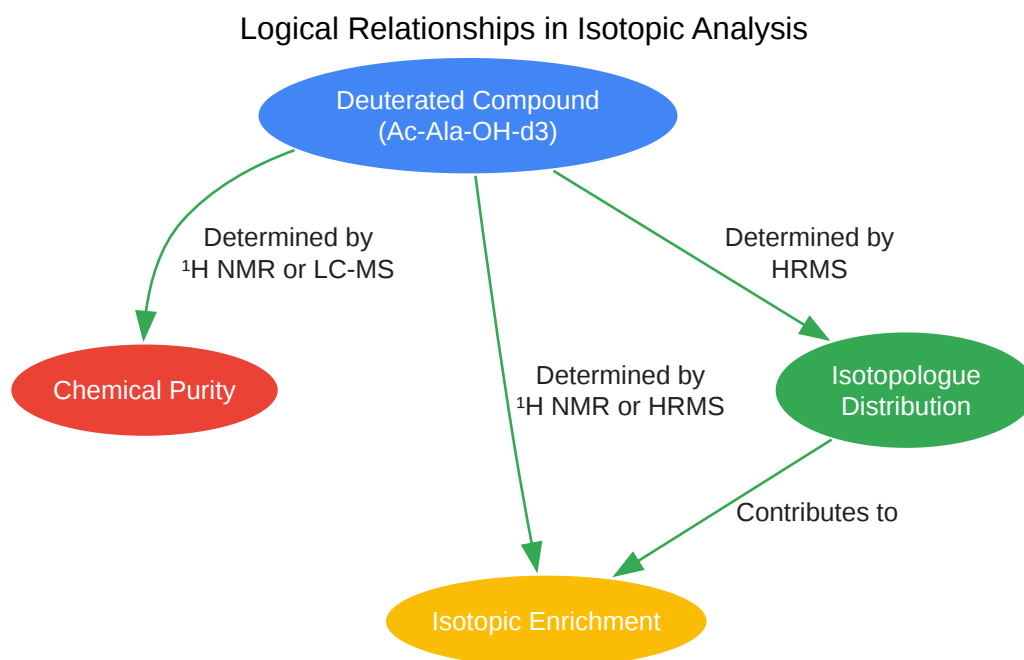 Logical Relationships in Isotopic Analysis
Deuterated Compound
(Ac-Ala-OH-d3)
Determined by
¹H NMR or LC-MS
Determined by
HRMS
Chemical Purity
Determined by
¹H NMR or HRMS
Isotopologue
Distribution
Contributes to
Isotopic Enrichment